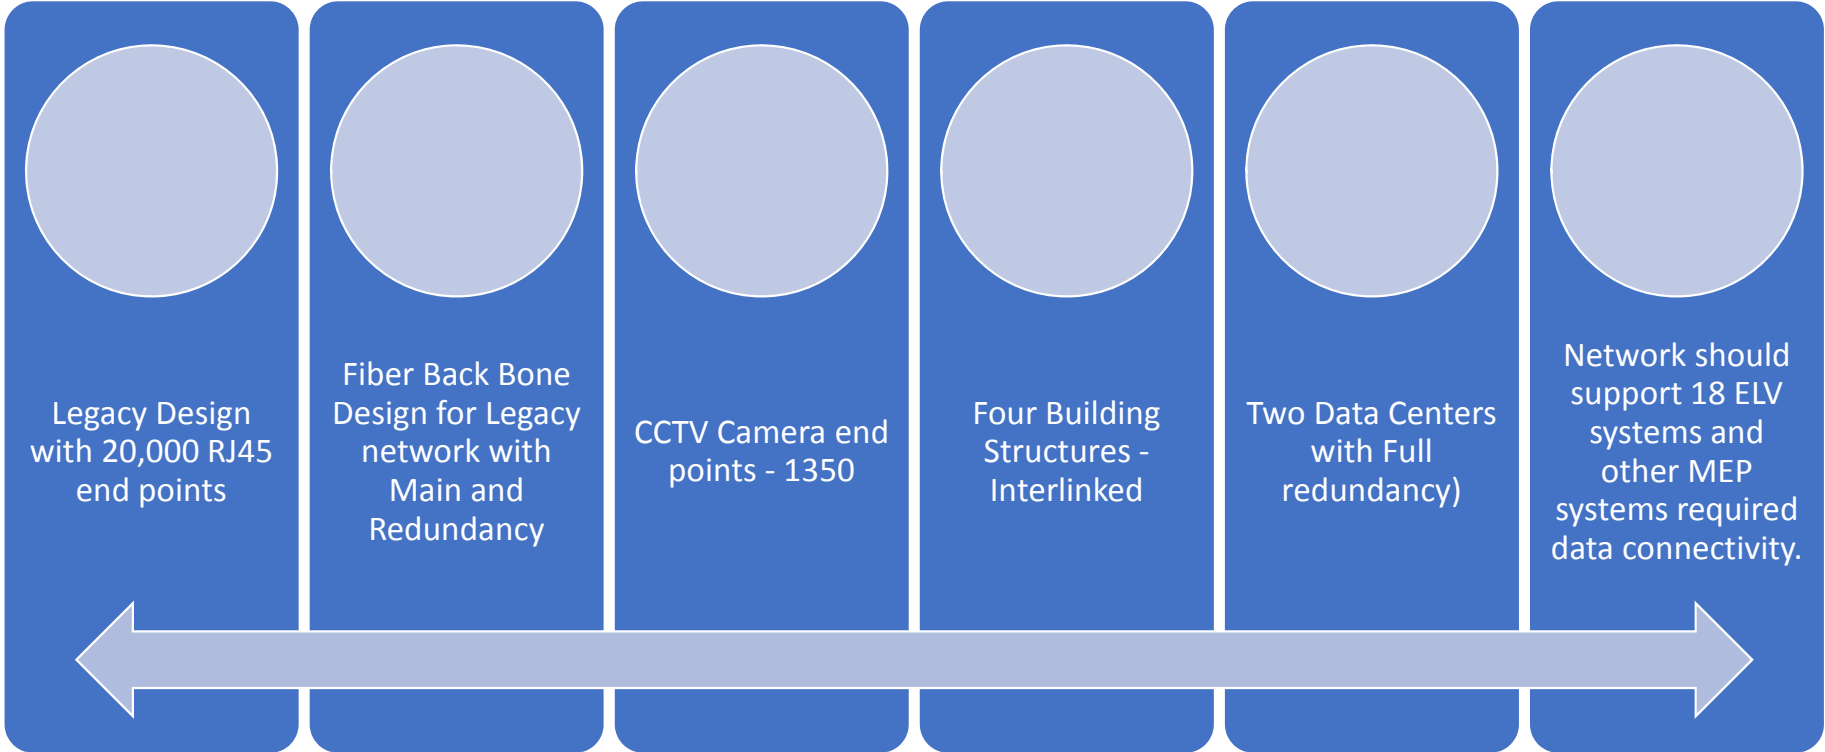 Legacy Design
with 20,000 RJ45
end points
Fiber Back Bone
Design for Legacy
network with
Main and
Redundancy
CCTV Camera end
points - 1350
Four Building
Structures -
Interlinked
Two Data Centers
with Full
redundancy)
Network should
support 18 ELV
systems and
other MEP
systems required
data connectivity.